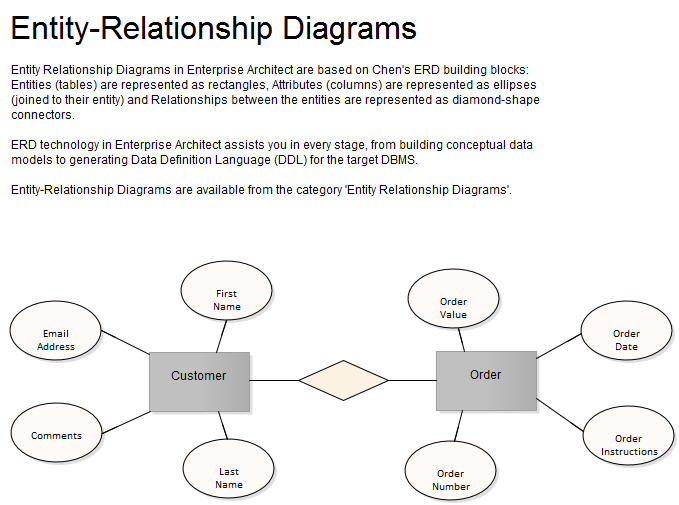 Entity-Relationship Diagrams
Entity Relationship Diagrams in Enterprise Architect are based on Chen's ERD building blocks:
Entities (tables) are represented as rectangles, Attributes (columns) are represented as ellipses
(joined to their entity) and Relationships between the entities are represented as diamond-shape
connectors.
ERD technology in Enterprise Architect assists you in every stage, from building conceptual data
models to generating Data Definition Language (DDL) for the target DBMS.
Entity-Relationship Diagrams are available from the category 'Entity Relationship Diagrams'.
First
Name
Order
Value
Email
Address
Order
Date
Customer
Order
Comments
Order
Instructions
Last
Name
Order
Number